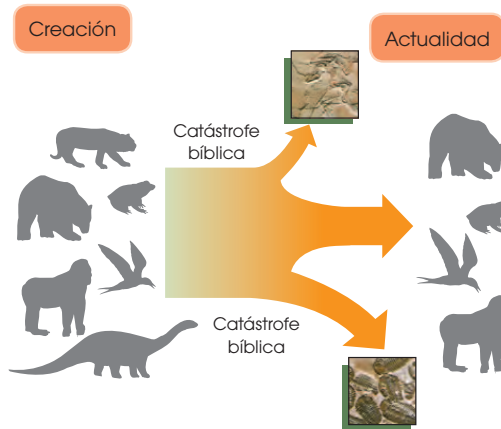 Creación
Actualidad
Catástrofe
bíblica
Catástrofe
bíblica